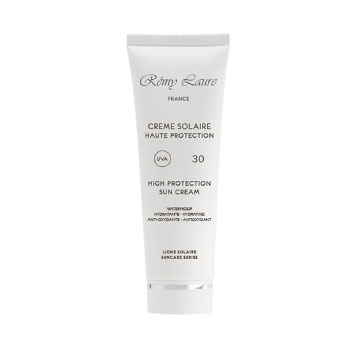 Rémy Laure
FRANCE
CREME SOLAIRE
HAUTE PROTECTION
UVA 30
HIGH PROTECTION
SUN CREAM
WATERPROOF
HYDRATANTE - HYDRATING
ANTI-OXYDANTE - ANTIOXIDANT
LIGNE SOLAIRE
SUNCARE SERIES